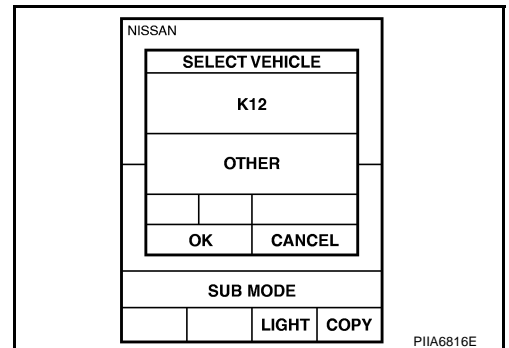 NISSAN
SELECT VEHICLE
K12
OTHER
OK CANCEL
SUB MODE
LIGHT COPY
PIIA6816E